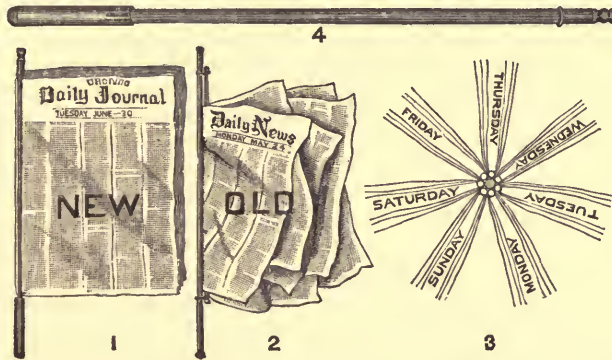 4
Daily Journal
TUESDAY JUNE-30
NEW
1
Daily News
MONDAY MAY 24
OLD
2
THURSDAY
WEDNESDAY
TUESDAY
MONDAY
SUNDAY
SATURDAY
FRIDAY
3